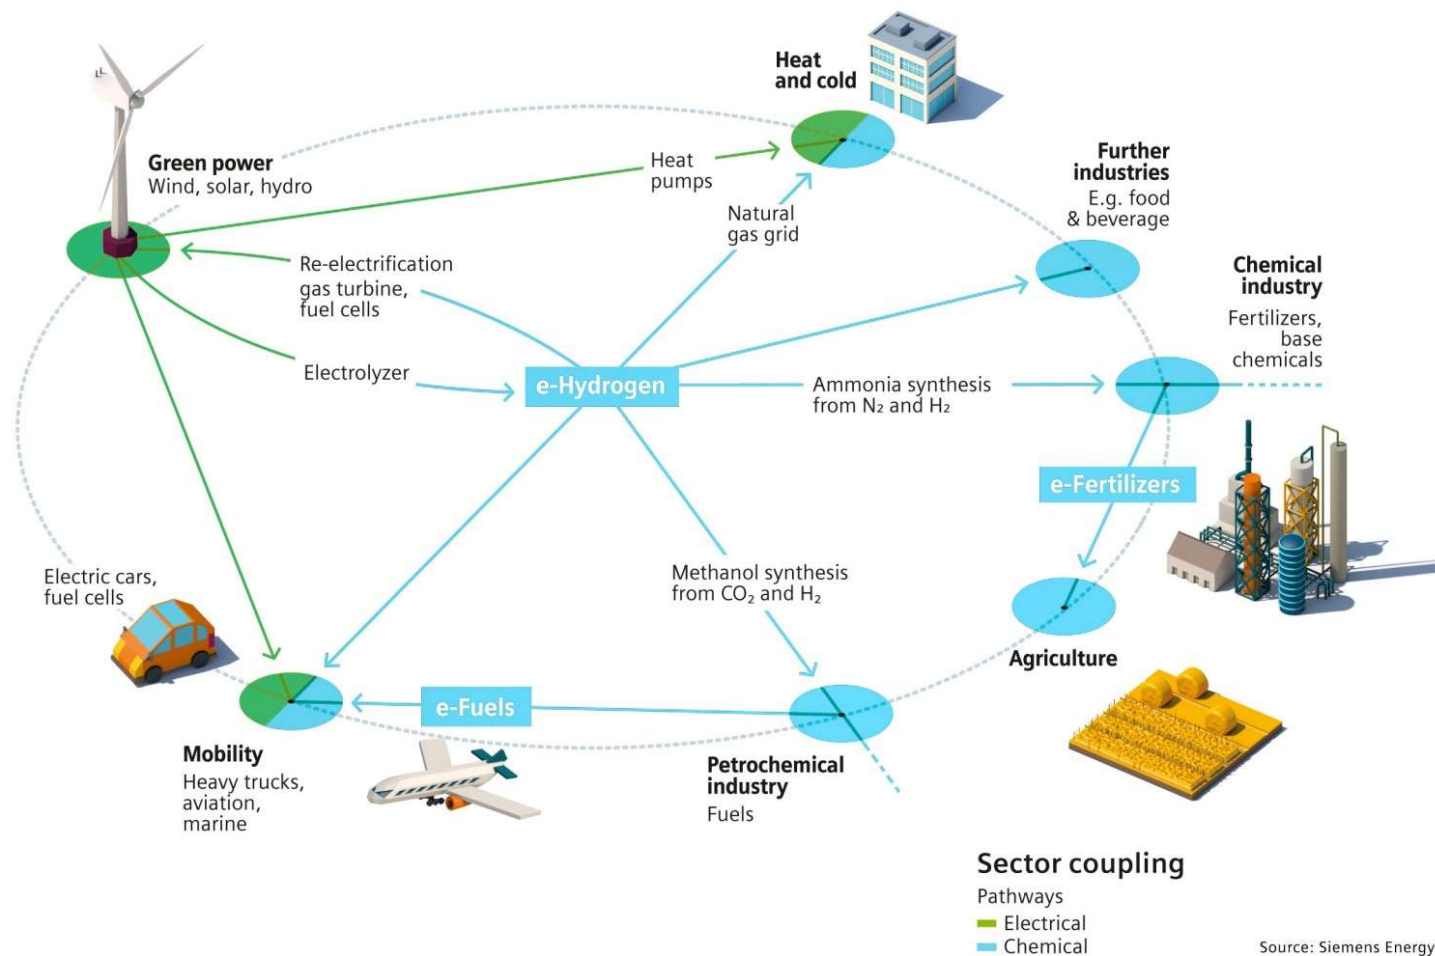 Heat
and cold
Green power
Wind, solar, hydro
Heat
pumps
Further
industries
E.g. food
& beverage
Natural
gas grid
Re-electrification
gas turbine,
fuel cells
Chemical
industry
Fertilizers,
base
chemicals
Electrolyzer
e-Hydrogen
Ammonia synthesis
from N₂ and H₂
e-Fertilizers
Electric cars,
fuel cells
Methanol synthesis
from CO₂ and H₂
Agriculture
e-Fuels
Mobility
Heavy trucks,
aviation,
marine
Petrochemical
industry
Fuels
Sector coupling
Pathways
Electrical
Chemical
Source: Siemens Energy